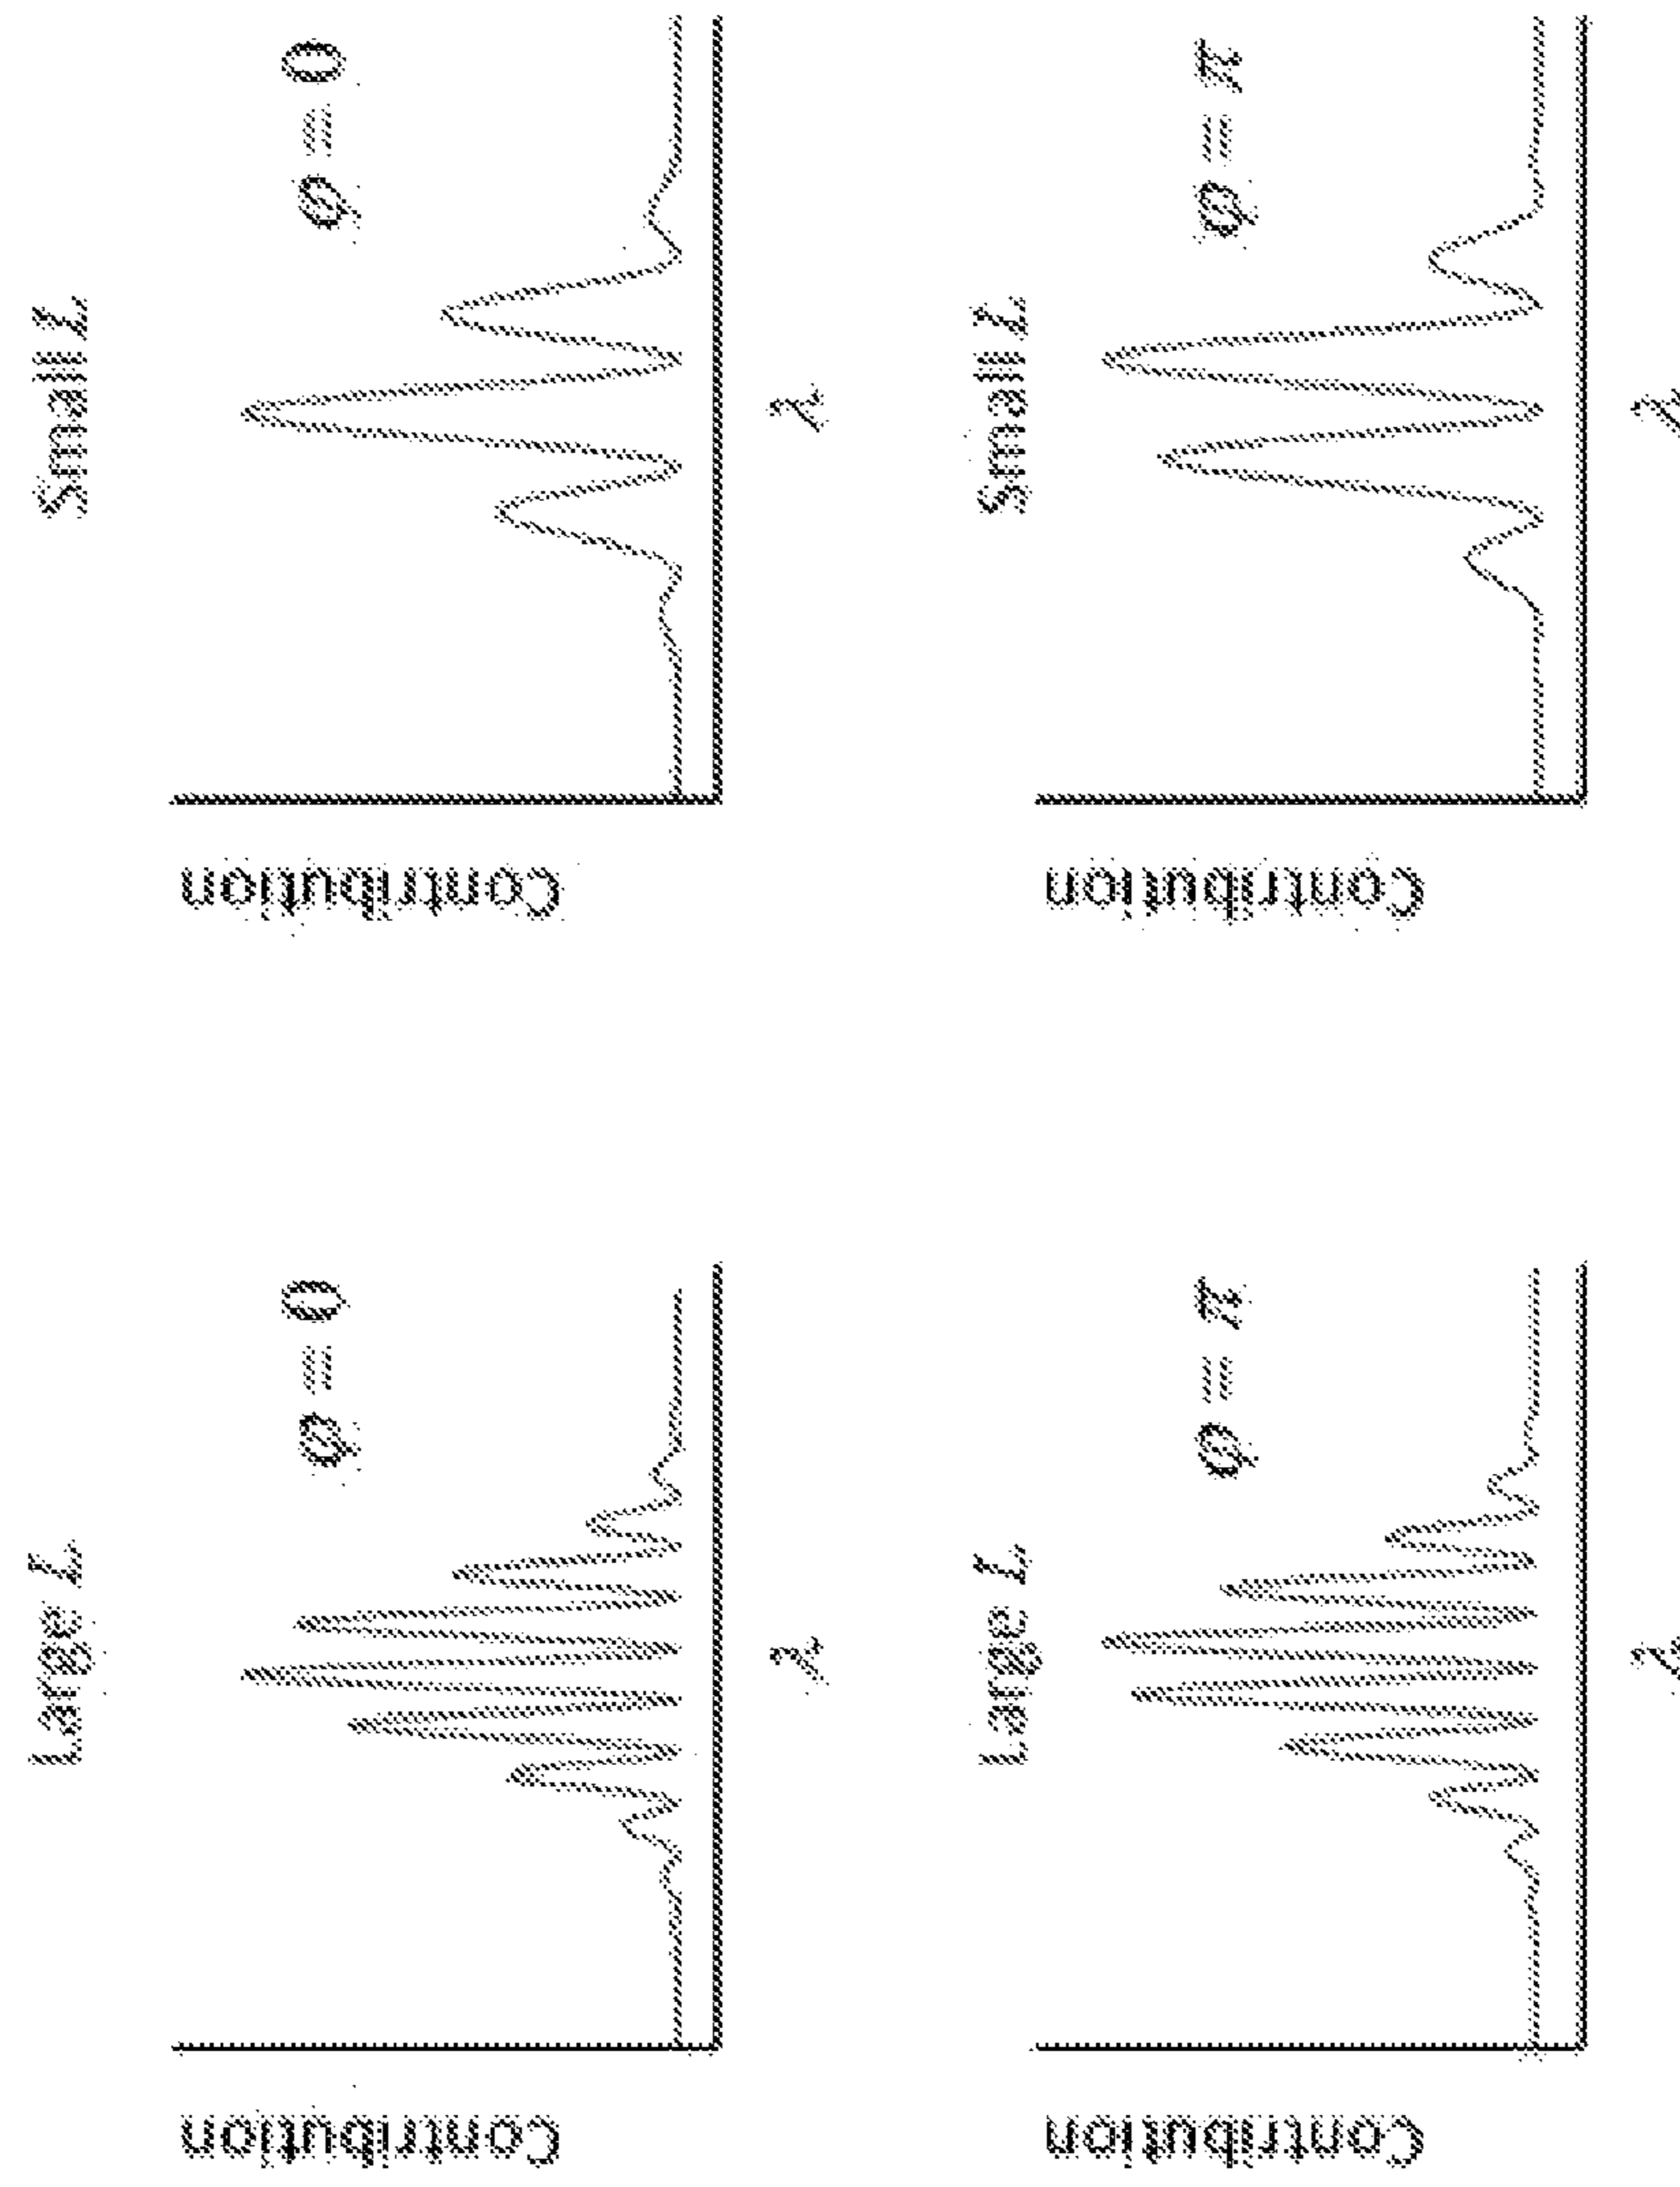 Large L
φ = 0
Contribution
λ
Small L
φ = 0
Contribution
λ
Large L
φ = π
Contribution
λ
Small L
φ = π
Contribution
λ